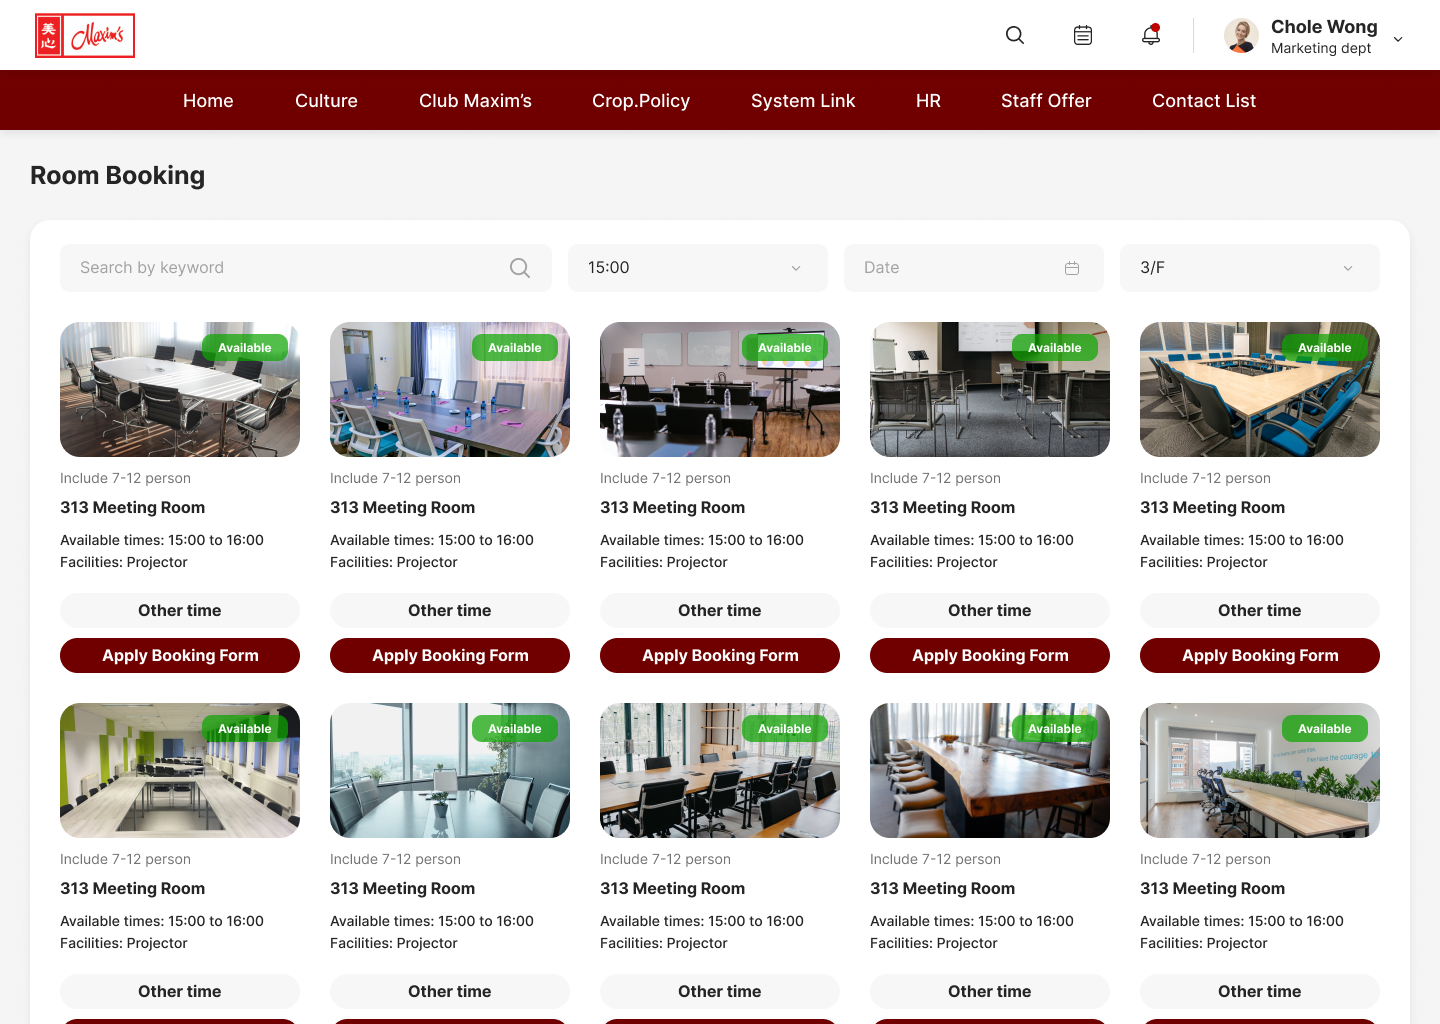 美心 Maxim's
Chole Wong
Marketing dept
Home Culture Club Maxim’s Crop.Policy System Link HR Staff Offer Contact List
Room Booking
Search by keyword 15:00 Date 3/F
Available Available Available Available Available
Include 7-12 person Include 7-12 person Include 7-12 person Include 7-12 person Include 7-12 person
313 Meeting Room 313 Meeting Room 313 Meeting Room 313 Meeting Room 313 Meeting Room
Available times: 15:00 to 16:00 Available times: 15:00 to 16:00 Available times: 15:00 to 16:00 Available times: 15:00 to 16:00 Available times: 15:00 to 16:00
Facilities: Projector Facilities: Projector Facilities: Projector Facilities: Projector Facilities: Projector
Other time Other time Other time Other time Other time
Apply Booking Form Apply Booking Form Apply Booking Form Apply Booking Form Apply Booking Form
Available Available Available Available Available
have the courage
Include 7-12 person Include 7-12 person Include 7-12 person Include 7-12 person Include 7-12 person
313 Meeting Room 313 Meeting Room 313 Meeting Room 313 Meeting Room 313 Meeting Room
Available times: 15:00 to 16:00 Available times: 15:00 to 16:00 Available times: 15:00 to 16:00 Available times: 15:00 to 16:00 Available times: 15:00 to 16:00
Facilities: Projector Facilities: Projector Facilities: Projector Facilities: Projector Facilities: Projector
Other time Other time Other time Other time Other time